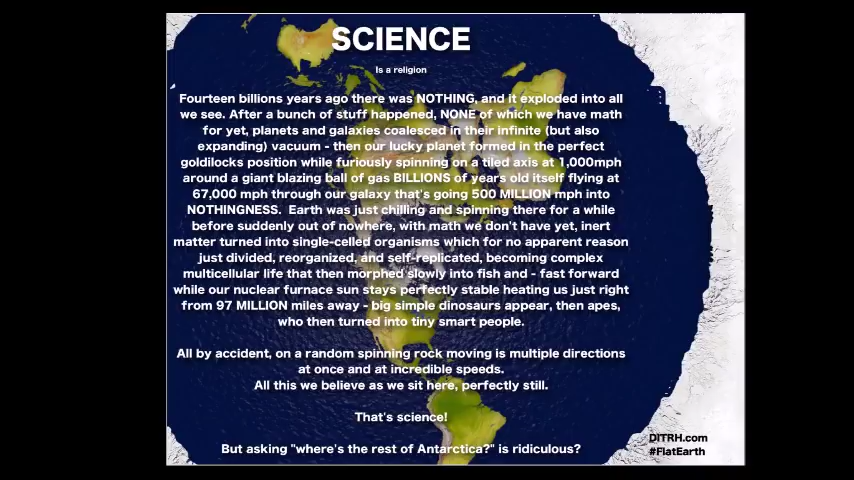 SCIENCE
Is a religion
Fourteen billions years ago there was NOTHING, and it exploded into all
we see. After a bunch of stuff happened, NONE of which we have math
for yet, planets and galaxies coalesced in their infinite (but also
expanding) vacuum - then our lucky planet formed in the perfect
goldilocks position while furiously spinning on a tiled axis at 1,000mph
around a giant blazing ball of gas BILLIONS of years old itself flying at
67,000 mph through our galaxy that's going 500 MILLION mph into
NOTHINGNESS. Earth was just chilling and spinning there for a while
before suddenly out of nowhere, with math we don't have yet, inert
matter turned into single-celled organisms which for no apparent reason
just divided, reorganized, and self-replicated, becoming complex
multicellular life that then morphed slowly into fish and - fast forward
while our nuclear furnace sun stays perfectly stable heating us just right
from 97 MILLION miles away - big simple dinosaurs appear, then apes,
who then turned into tiny smart people.
All by accident, on a random spinning rock moving is multiple directions
at once and at incredible speeds.
All this we believe as we sit here, perfectly still.
That's science!
But asking "where's the rest of Antarctica?" is ridiculous?
DITRH.com
#FlatEarth